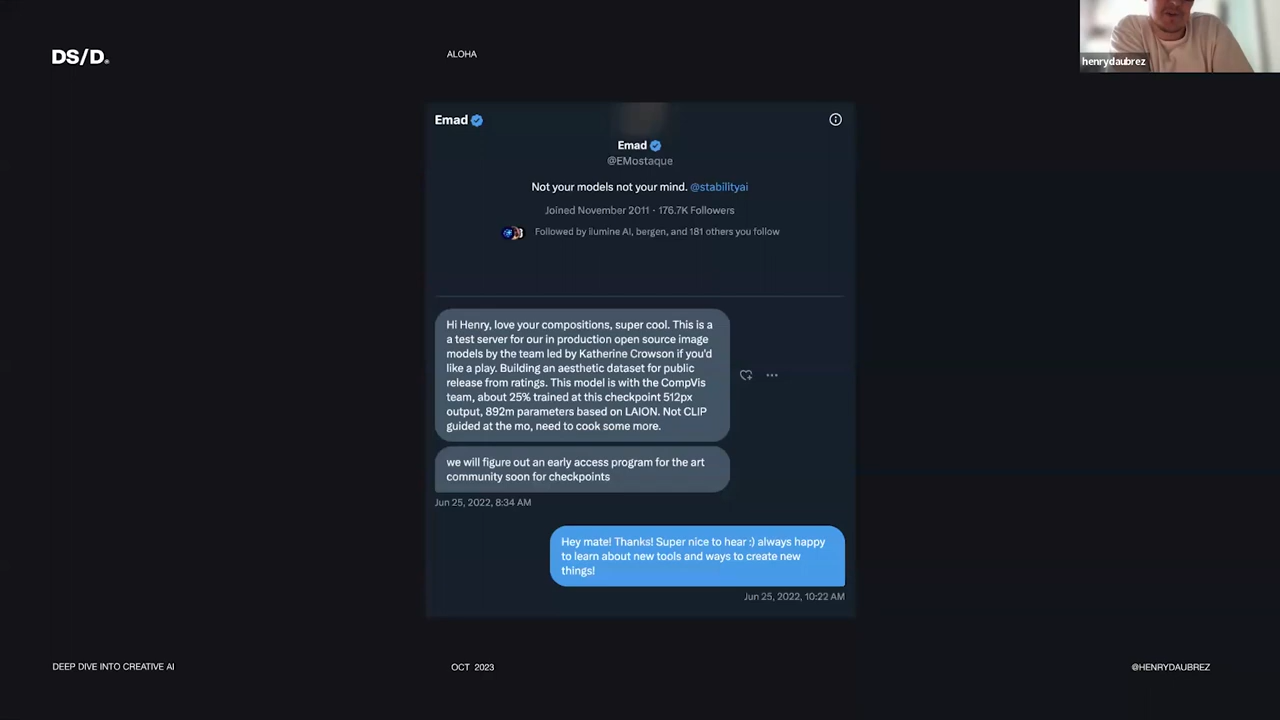 DS/D.
ALOHA
henrydaubrez
Emad
Emad
@EMostaque
Not your models not your mind. @stabilityai
Joined November 2011 · 176.7K Followers
Followed by ilumine AI, bergen, and 181 others you follow
Hi Henry, love your compositions, super cool. This is a
a test server for our in production open source image
models by the team led by Katherine Crowson if you'd
like a play. Building an aesthetic dataset for public
release from ratings. This model is with the CompVis
team, about 25% trained at this checkpoint 512px
output, 892m parameters based on LAION. Not CLIP
guided at the mo, need to cook some more.
we will figure out an early access program for the art
community soon for checkpoints
Jun 25, 2022, 8:34 AM
Hey mate! Thanks! Super nice to hear :) always happy
to learn about new tools and ways to create new
things!
Jun 25, 2022, 10:22 AM
DEEP DIVE INTO CREATIVE AI
OCT 2023
@HENRYDAUBREZ